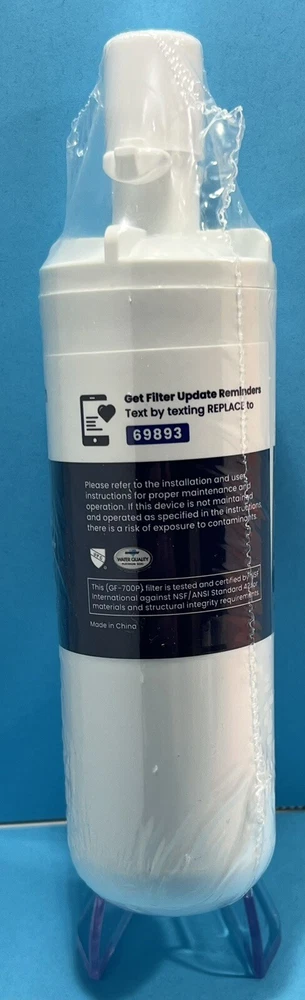 Get Filter Update Reminders
Text by texting REPLACE to
69893
Please refer to the installation and user
instructions for proper maintenance and
operation. If this device is not maintained
and operated as specified in the instructions,
there is a risk of exposure to contaminants.
WATER QUALITY
This (GF-700P) filter is tested and certified by NSF
International against NSF/ANSI Standard 42 for
materials and structural integrity requirements.
Made in China